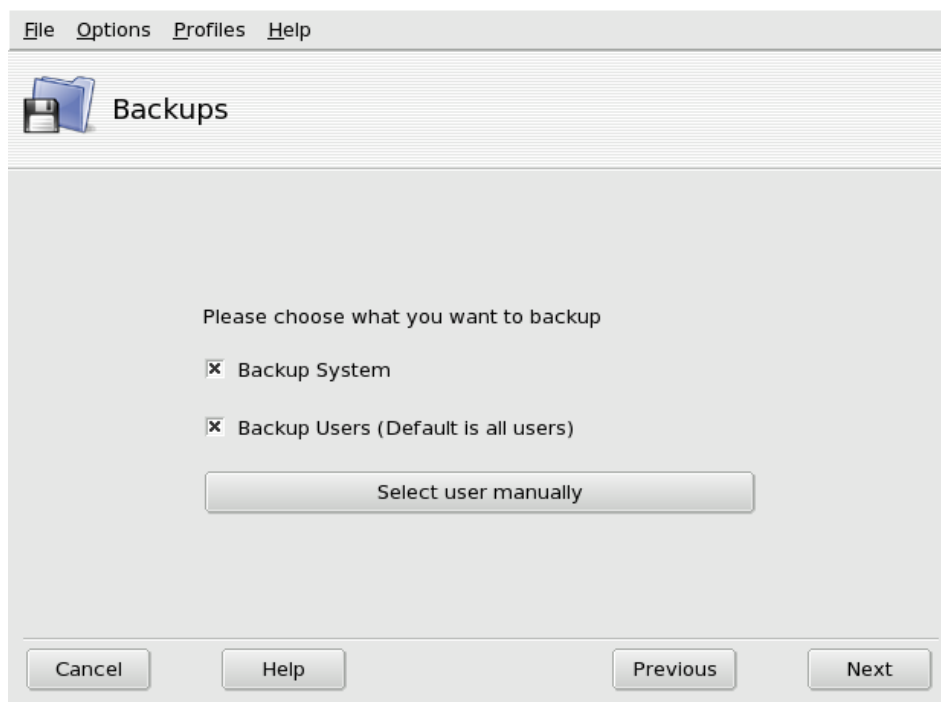 File Options Profiles Help
Backups
Please choose what you want to backup
Backup System
Backup Users (Default is all users)
Select user manually
Cancel Help Previous Next